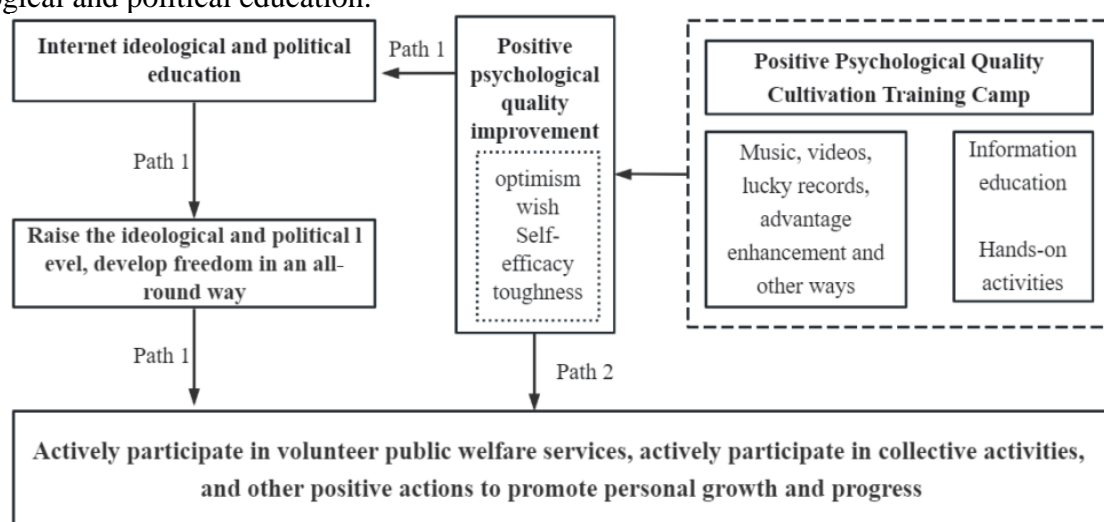 ogical and political education.
Internet ideological and political
education
Path 1
Positive
psychological
quality
improvement
optimism
wish
Self-
efficacy
toughness
Positive Psychological Quality
Cultivation Training Camp
Music, videos,
lucky records,
advantage
enhancement and
other ways
Information
education
Hands-on
activities
Path 1
Raise the ideological and political l
evel, develop freedom in an all-
round way
Path 1
Path 2
Actively participate in volunteer public welfare services, actively participate in collective activities,
and other positive actions to promote personal growth and progress